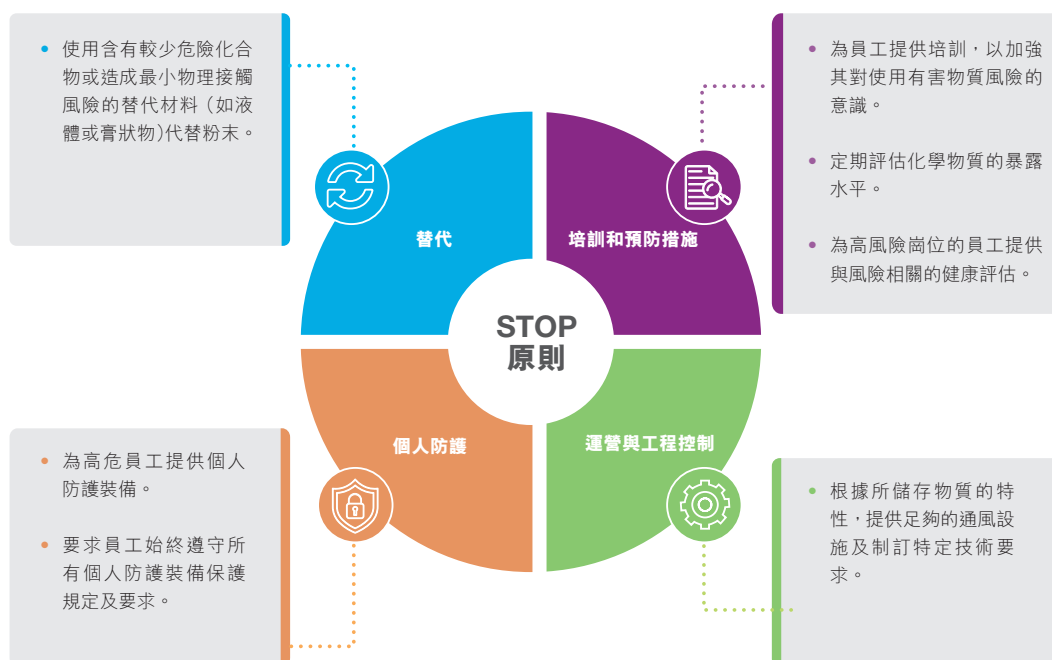 • 使用含有較少危險化合
物或造成最小物理接觸
風險的替代材料（如液
體或膏狀物）代替粉末。
• 為員工提供培訓，以加強
其對使用有害物質風險的
意識。
• 定期評估化學物質的暴露
水平。
• 為高風險崗位的員工提供
與風險相關的健康評估。
替代
培訓和預防措施
STOP
原則
個人防護
運營與工程控制
• 為高危員工提供個人
防護裝備。
• 要求員工始終遵守所
有個人防護裝備保護
規定及要求。
• 根據所儲存物質的特
性，提供足夠的通風設
施及制訂特定技術要
求。